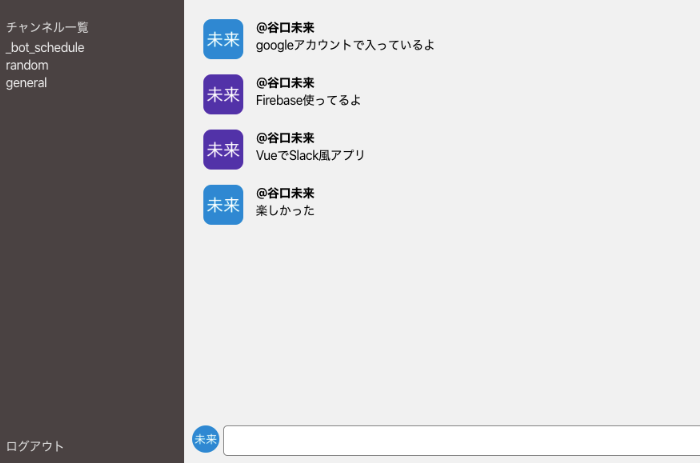 チャンネル一覧
_bot_schedule
random
general
ログアウト
未来
@谷口未来
googleアカウントで入っているよ
未来
@谷口未来
Firebase使ってるよ
未来
@谷口未来
VueでSlack風アプリ
未来
@谷口未来
楽しかった
未来